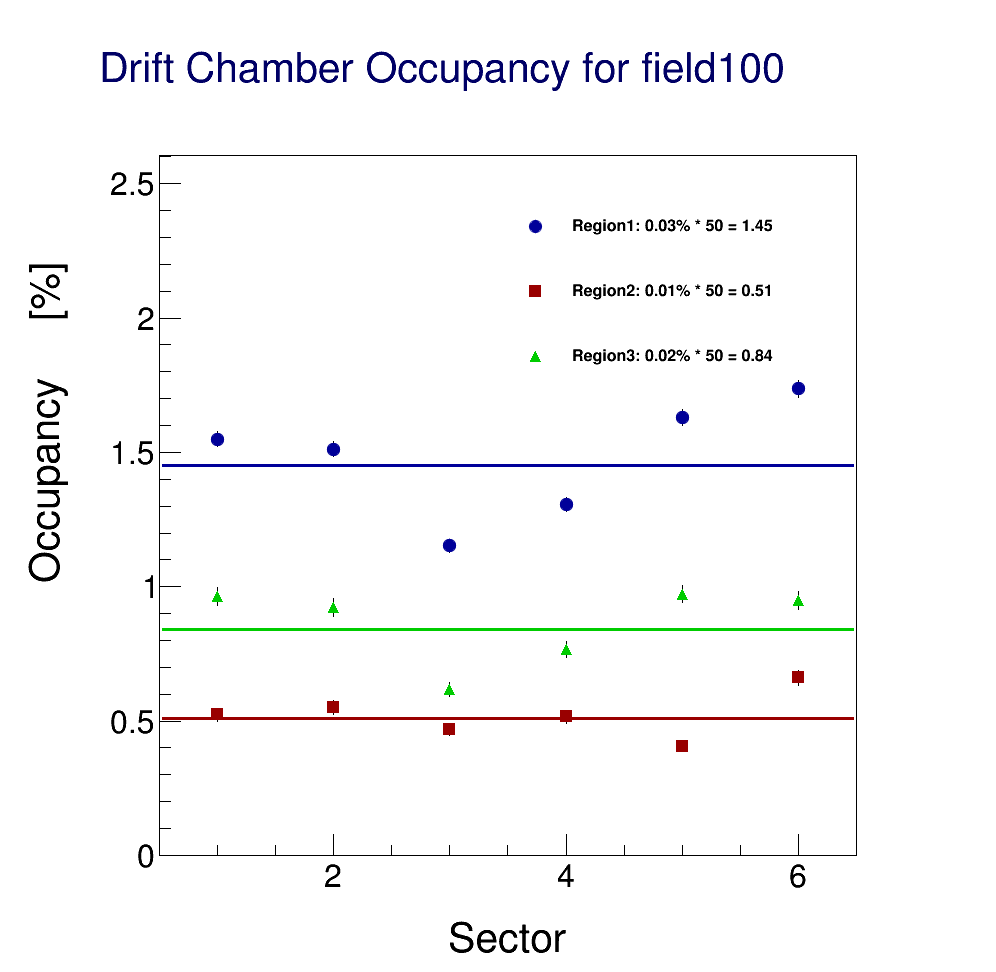 Drift Chamber Occupancy for field100
Occupancy [%]
2.5
2
1.5
1
0.5
0
Region1: 0.03% * 50 = 1.45
Region2: 0.01% * 50 = 0.51
Region3: 0.02% * 50 = 0.84
2 4 6
Sector